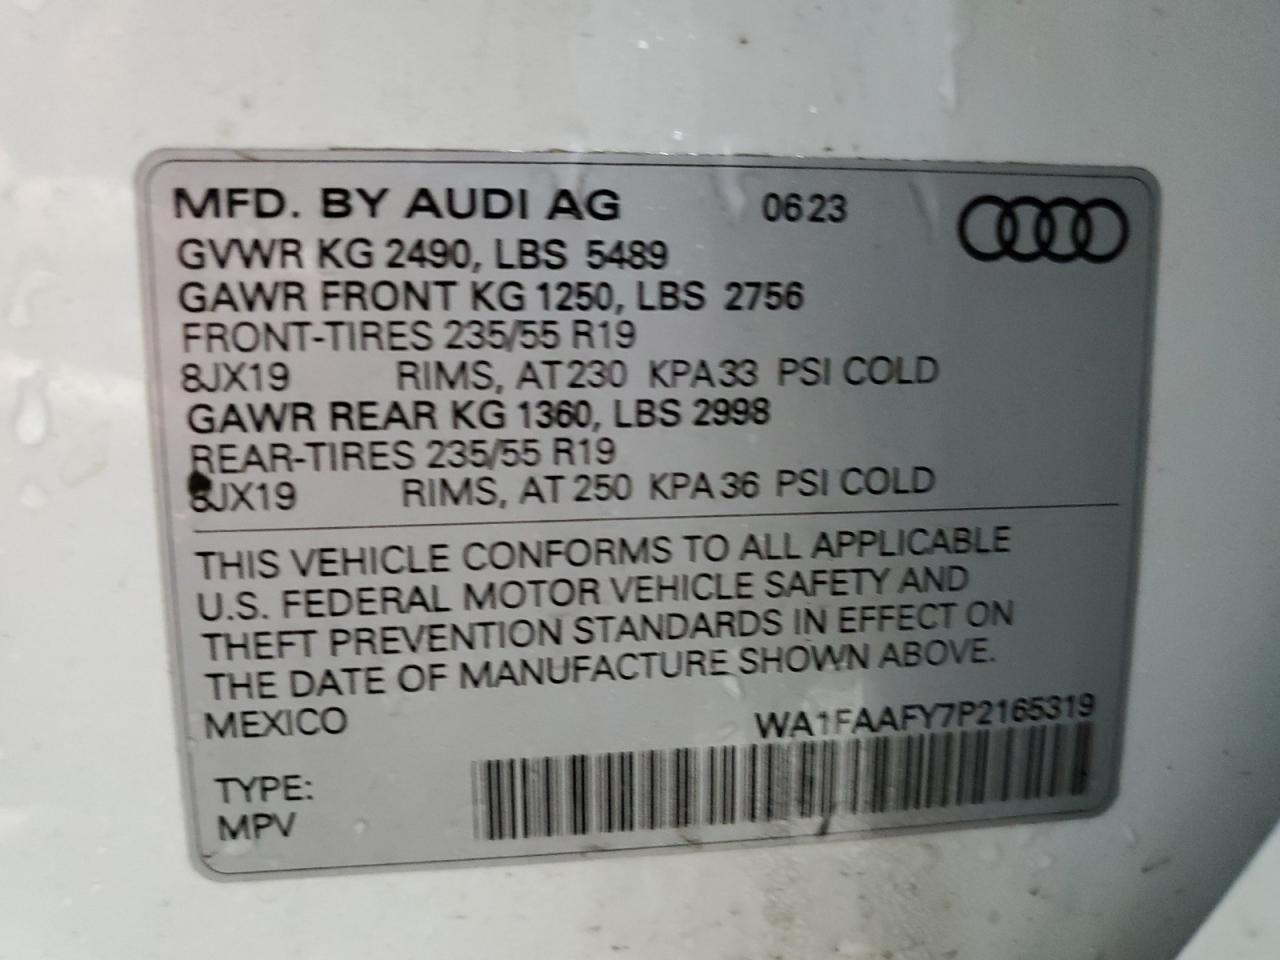 MFD. BY AUDI AG 0623
GVWR KG 2490, LBS 5489
GAWR FRONT KG 1250, LBS 2756
FRONT-TIRES 235/55 R19
8JX19 RIMS, AT 230 KPA 33 PSI COLD
GAWR REAR KG 1360, LBS 2998
REAR-TIRES 235/55 R19
8JX19 RIMS, AT 250 KPA 36 PSI COLD
THIS VEHICLE CONFORMS TO ALL APPLICABLE
U.S. FEDERAL MOTOR VEHICLE SAFETY AND
THEFT PREVENTION STANDARDS IN EFFECT ON
THE DATE OF MANUFACTURE SHOWN ABOVE.
MEXICO WA1FAAFY7P2165319
TYPE:
MPV